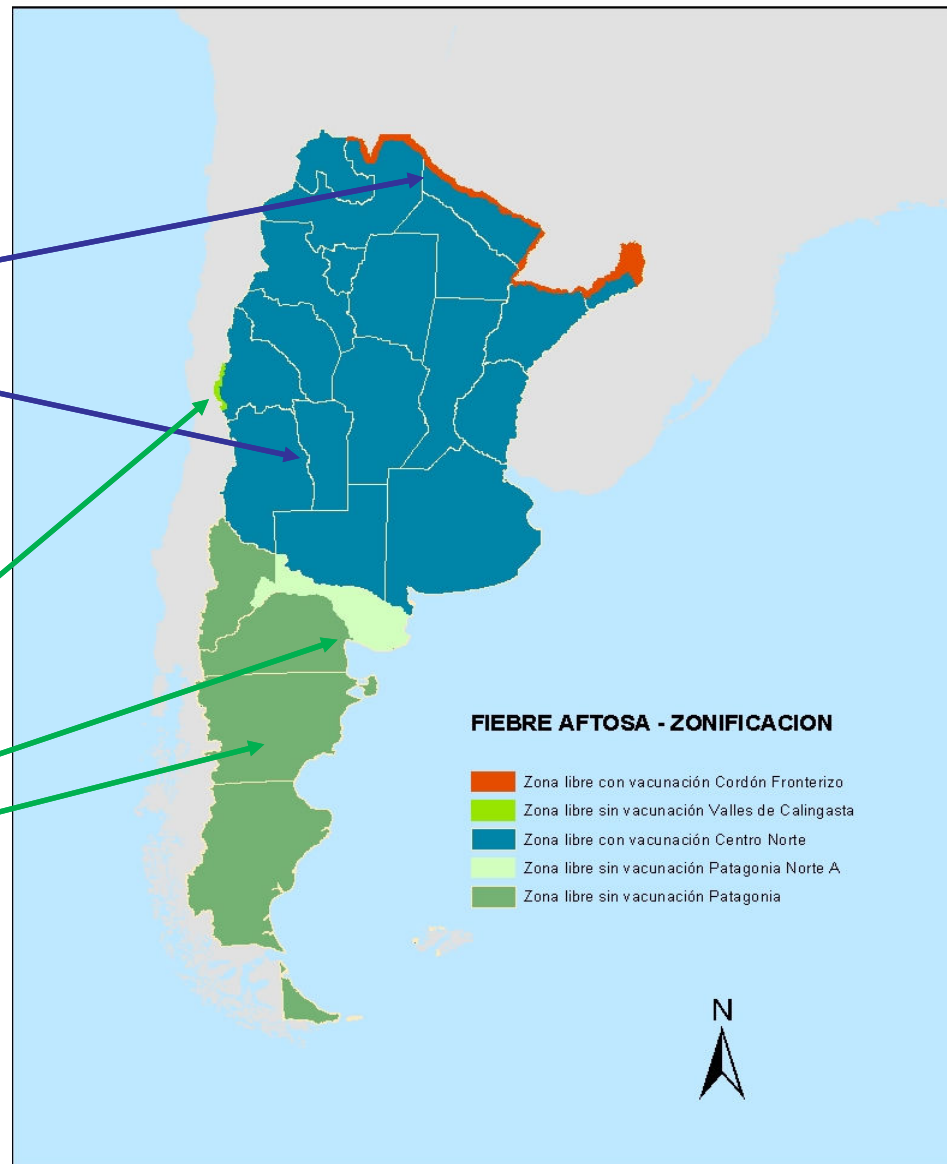 FIEBRE AFTOSA - ZONIFICACION
Zona libre con vacunación Cordón Fronterizo
Zona libre sin vacunación Valles de Calingasta
Zona libre con vacunación Centro Norte
Zona libre sin vacunación Patagonia Norte A
Zona libre sin vacunación Patagonia
N